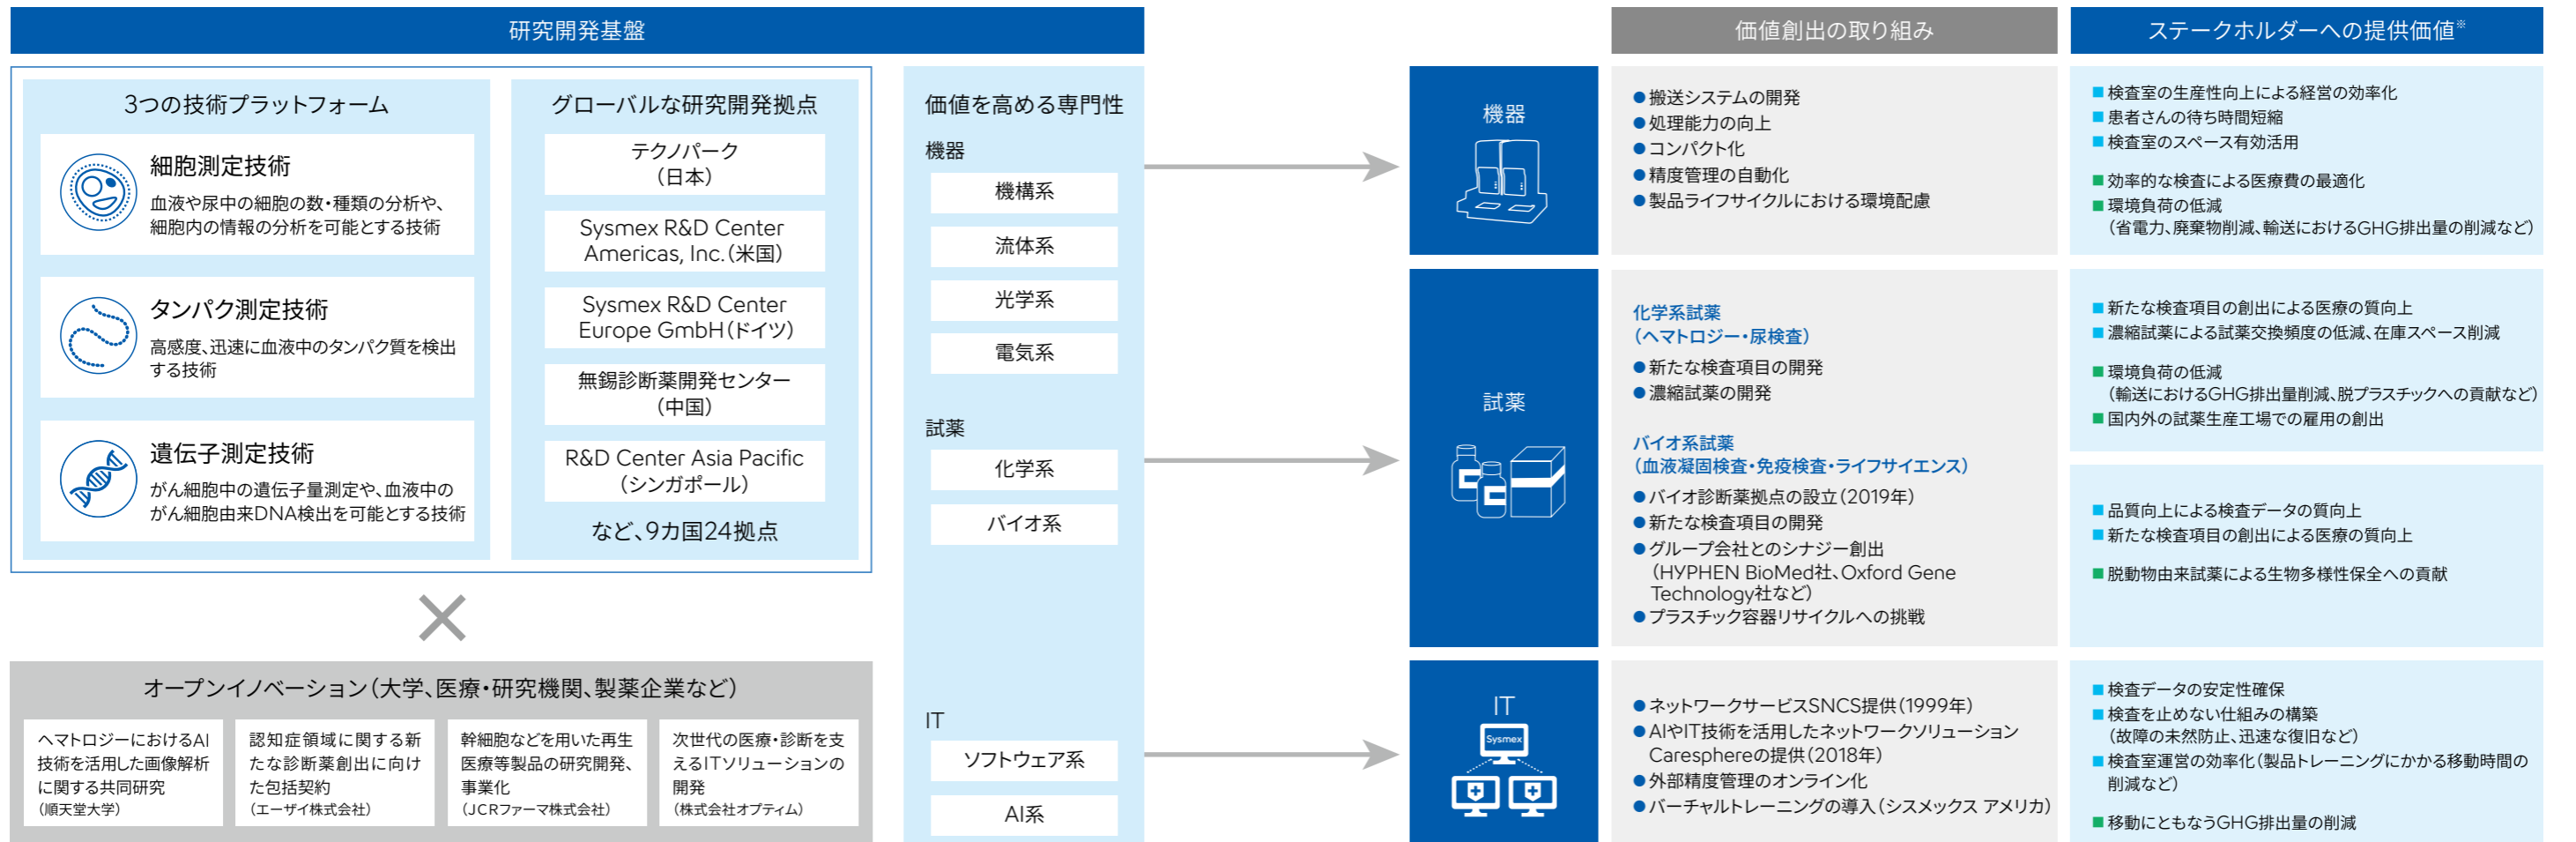 研究開発基盤
3つの技術プラットフォーム
細胞測定技術
血液や尿中の細胞の数・種類の分析や、
細胞内の情報の分析を可能とする技術
タンパク測定技術
高感度、迅速に血液中のタンパク質を検出
する技術
遺伝子測定技術
がん細胞中の遺伝子量測定や、血液中の
がん細胞由来DNA検出を可能とする技術
グローバルな研究開発拠点
テクノパーク
（日本）
Sysmex R&D Center
Americas, Inc.（米国）
Sysmex R&D Center
Europe GmbH（ドイツ）
無錫診断薬開発センター
（中国）
R&D Center Asia Pacific
（シンガポール）
など、9カ国24拠点
×
オープンイノベーション（大学、医療・研究機関、製薬企業など）
ヘマトロジーにおけるAI
技術を活用した画像解析
に関する共同研究
（順天堂大学）
認知症領域に関する新
たな診断薬創出に向け
た包括契約
（エーザイ株式会社）
幹細胞などを用いた再生
医療等製品の研究開発、
事業化
（JCRファーマ株式会社）
次世代の医療・診断を支
えるITソリューションの
開発
（株式会社オプティム）
価値を高める専門性
機器
機構系
流体系
光学系
電気系
試薬
化学系
バイオ系
IT
ソフトウェア系
AI系
価値創出の取り組み
ステークホルダーへの提供価値※
機器
●搬送システムの開発
●処理能力の向上
●コンパクト化
●精度管理の自動化
●製品ライフサイクルにおける環境配慮
■検査室の生産性向上による経営の効率化
■患者さんの待ち時間短縮
■検査室のスペース有効活用
■効率的な検査による医療費の最適化
■環境負荷の低減
（省電力、廃棄物削減、輸送におけるGHG排出量の削減など）
試薬
化学系試薬
（ヘマトロジー・尿検査）
●新たな検査項目の開発
●濃縮試薬の開発
バイオ系試薬
（血液凝固検査・免疫検査・ライフサイエンス）
●バイオ診断薬拠点の設立（2019年）
●新たな検査項目の開発
●グループ会社とのシナジー創出
（HYPHEN BioMed社、Oxford Gene
Technology社など）
●プラスチック容器リサイクルへの挑戦
■新たな検査項目の創出による医療の質向上
■濃縮試薬による試薬交換頻度の低減、在庫スペース削減
■環境負荷の低減
（輸送におけるGHG排出量削減、脱プラスチックへの貢献など）
■国内外の試薬生産工場での雇用の創出
■品質向上による検査データの質向上
■新たな検査項目の創出による医療の質向上
■脱動物由来試薬による生物多様性保全への貢献
IT
Sysmex
●ネットワークサービスSNCS提供（1999年）
●AIやIT技術を活用したネットワークソリューション
Caresphereの提供（2018年）
●外部精度管理のオンライン化
●バーチャルトレーニングの導入（シスメックス アメリカ）
■検査データの安定性確保
■検査を止めない仕組みの構築
（故障の未然防止、迅速な復旧など）
■検査室運営の効率化（製品トレーニングにかかる移動時間の
削減など）
■移動にともなうGHG排出量の削減